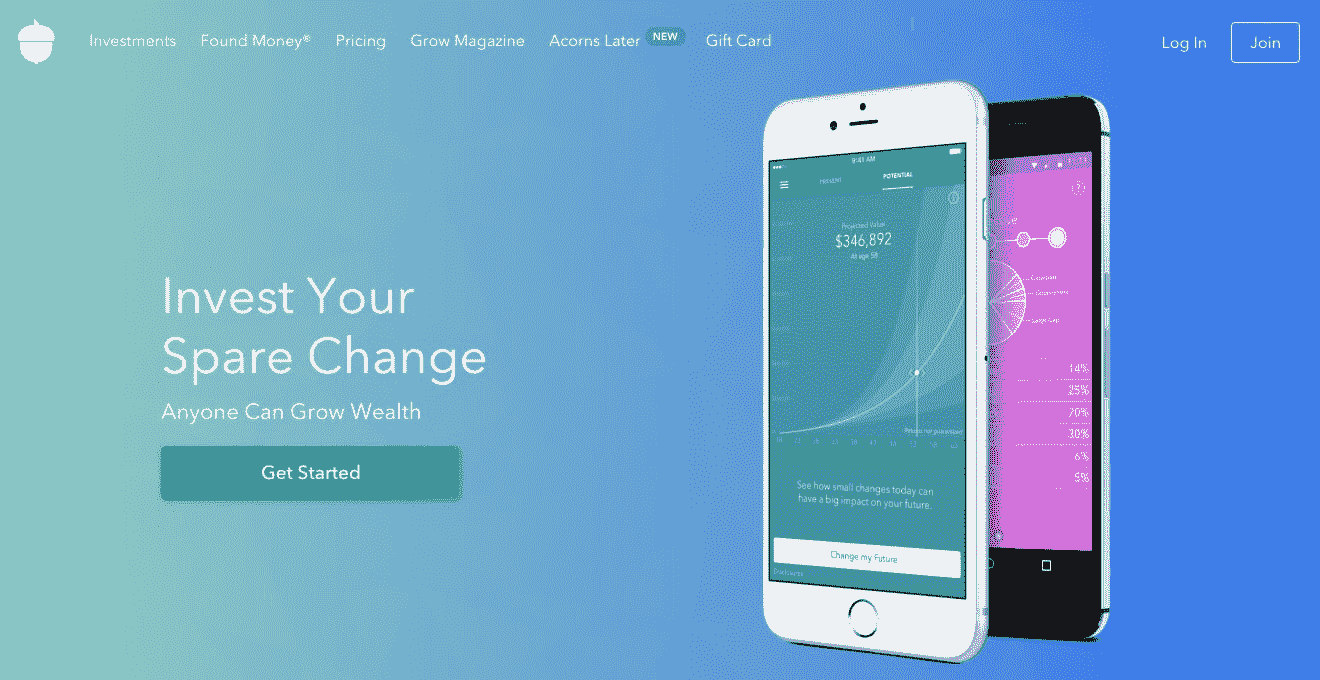 Investments
Found Money®
Pricing
Grow Magazine
Acorns Later
NEW
Gift Card
Log In
Join
Invest Your
Spare Change
Anyone Can Grow Wealth
Get Started
9:41 AM
PRESENT
POTENTIAL
Projected Value
$346,892
At age 58
Returns not guaranteed
See how small changes today can
have a big impact on your future.
Change my Future
Disclosures
Large Cap
14%
25%
20%
30%
6%
5%